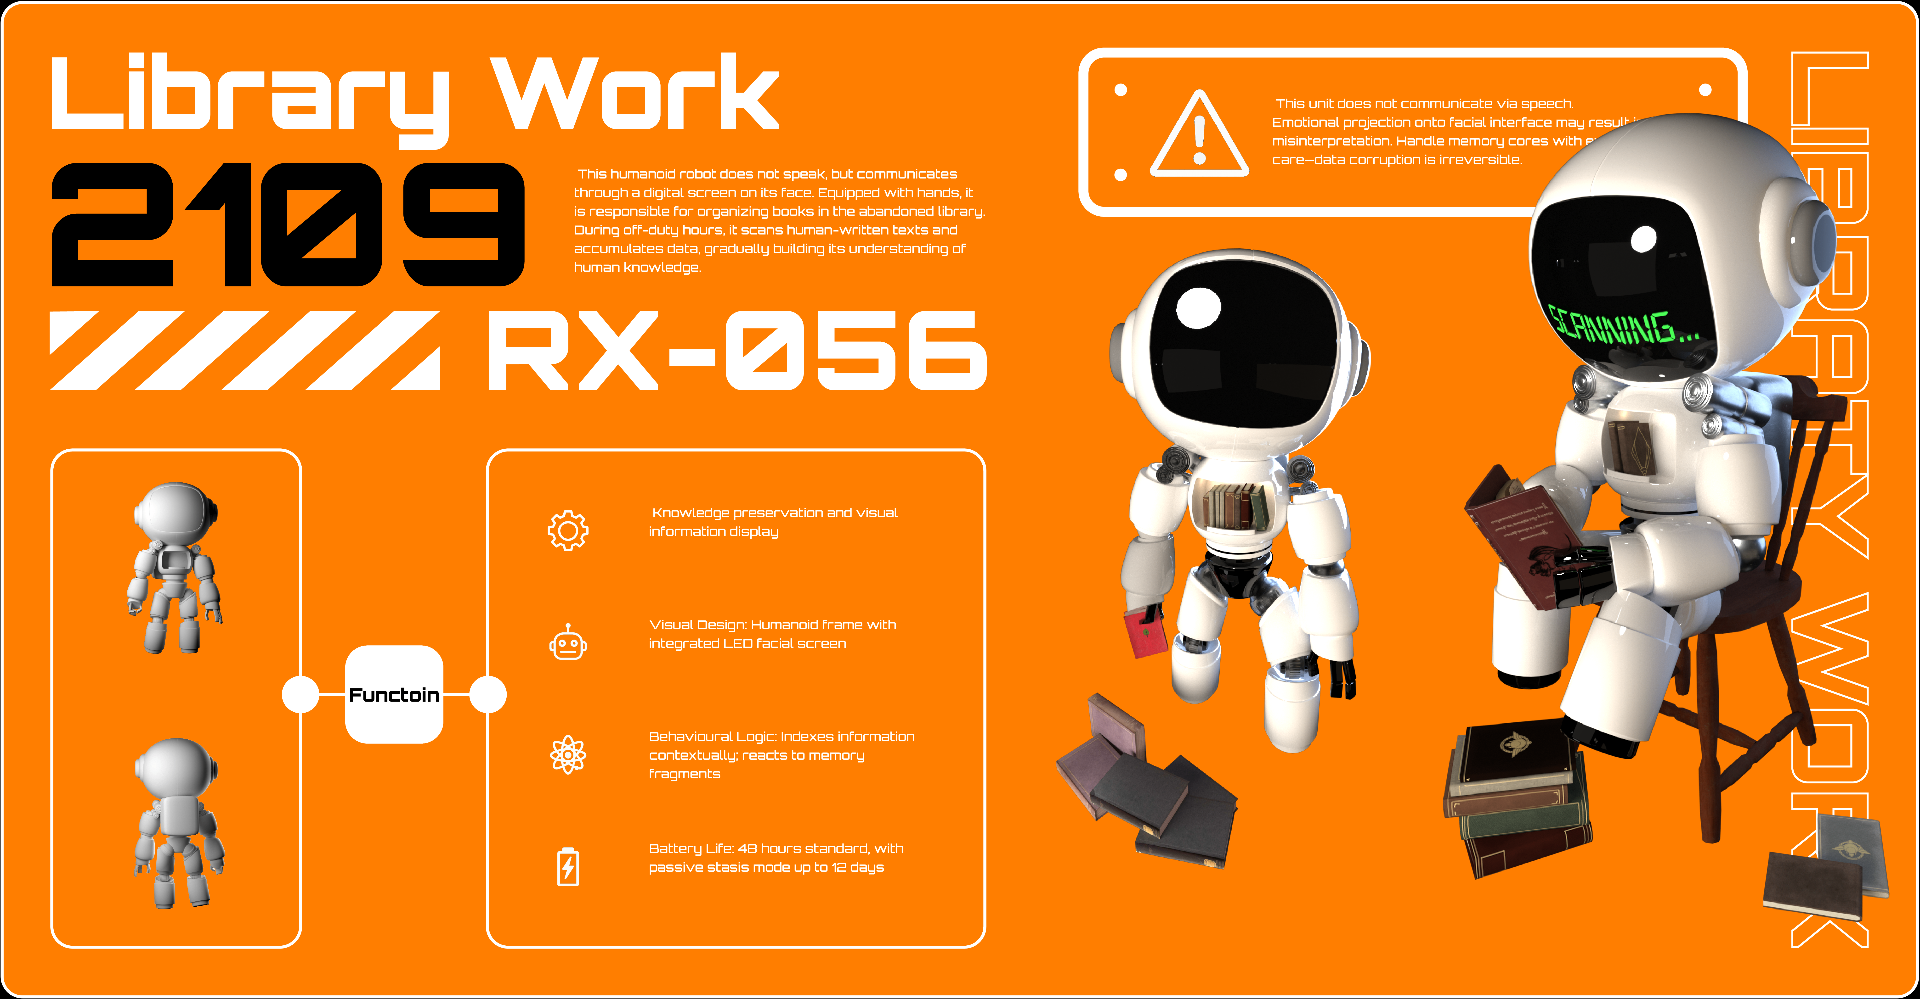 Library Work
2109
This humanoid robot does not speak, but communicates
through a digital screen on its face. Equipped with hands, it
is responsible for organizing books in the abandoned library.
During off-duty hours, it scans human-written texts and
accumulates data, gradually building its understanding of
human knowledge.
RX-056
Functoin
Knowledge preservation and visual
information display
Visual Design: Humanoid frame with
integrated LED facial screen
Behavioural Logic: Indexes information
contextually; reacts to memory
fragments
Battery Life: 48 hours standard, with
passive stasis mode up to 12 days
This unit does not communicate via speech.
Emotional projection onto facial interface may result
misinterpretation. Handle memory cores with
care—data corruption is irreversible.
SCANNING...
LIBRARY WORK